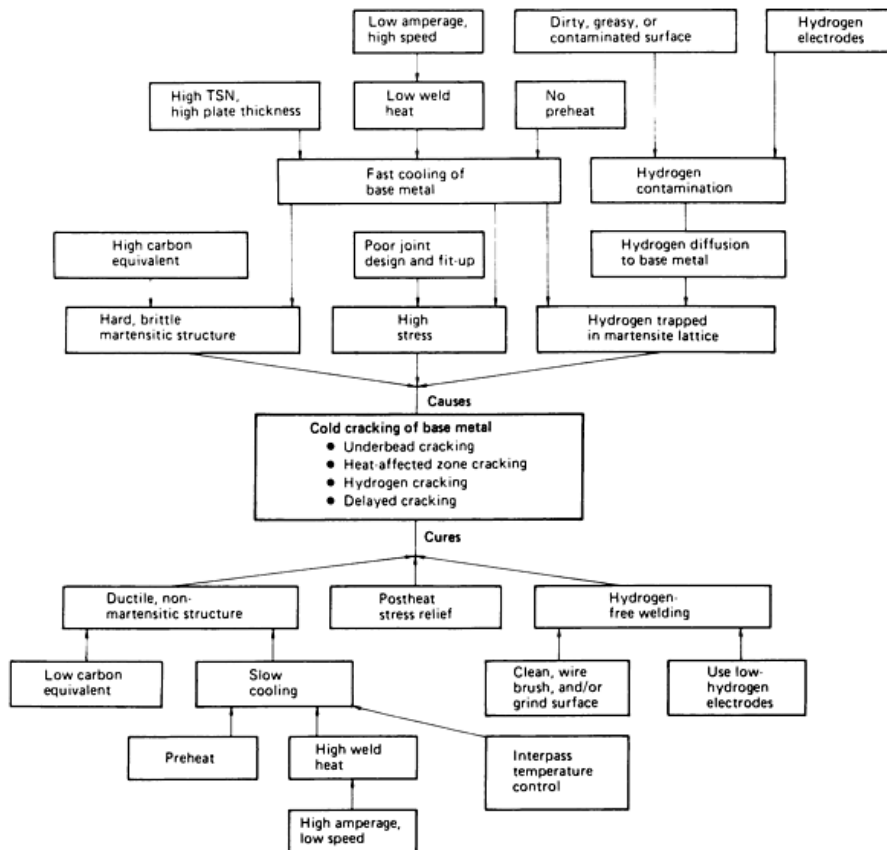 Low amperage,
high speed
Dirty, greasy, or
contaminated surface
Hydrogen
electrodes
High TSN,
high plate thickness
Low weld
heat
No
preheat
Fast cooling of
base metal
Hydrogen
contamination
High carbon
equivalent
Poor joint
design and fit-up
Hydrogen diffusion
to base metal
Hard, brittle
martensitic structure
High
stress
Hydrogen trapped
in martensite lattice
Causes
Cold cracking of base metal
● Underbead cracking
● Heat-affected zone cracking
● Hydrogen cracking
● Delayed cracking
Cures
Ductile, non-
martensitic structure
Postheat
stress relief
Hydrogen-
free welding
Low carbon
equivalent
Slow
cooling
Clean, wire
brush, and/or
grind surface
Use low-
hydrogen
electrodes
Preheat
High weld
heat
Interpass
temperature
control
High amperage,
low speed